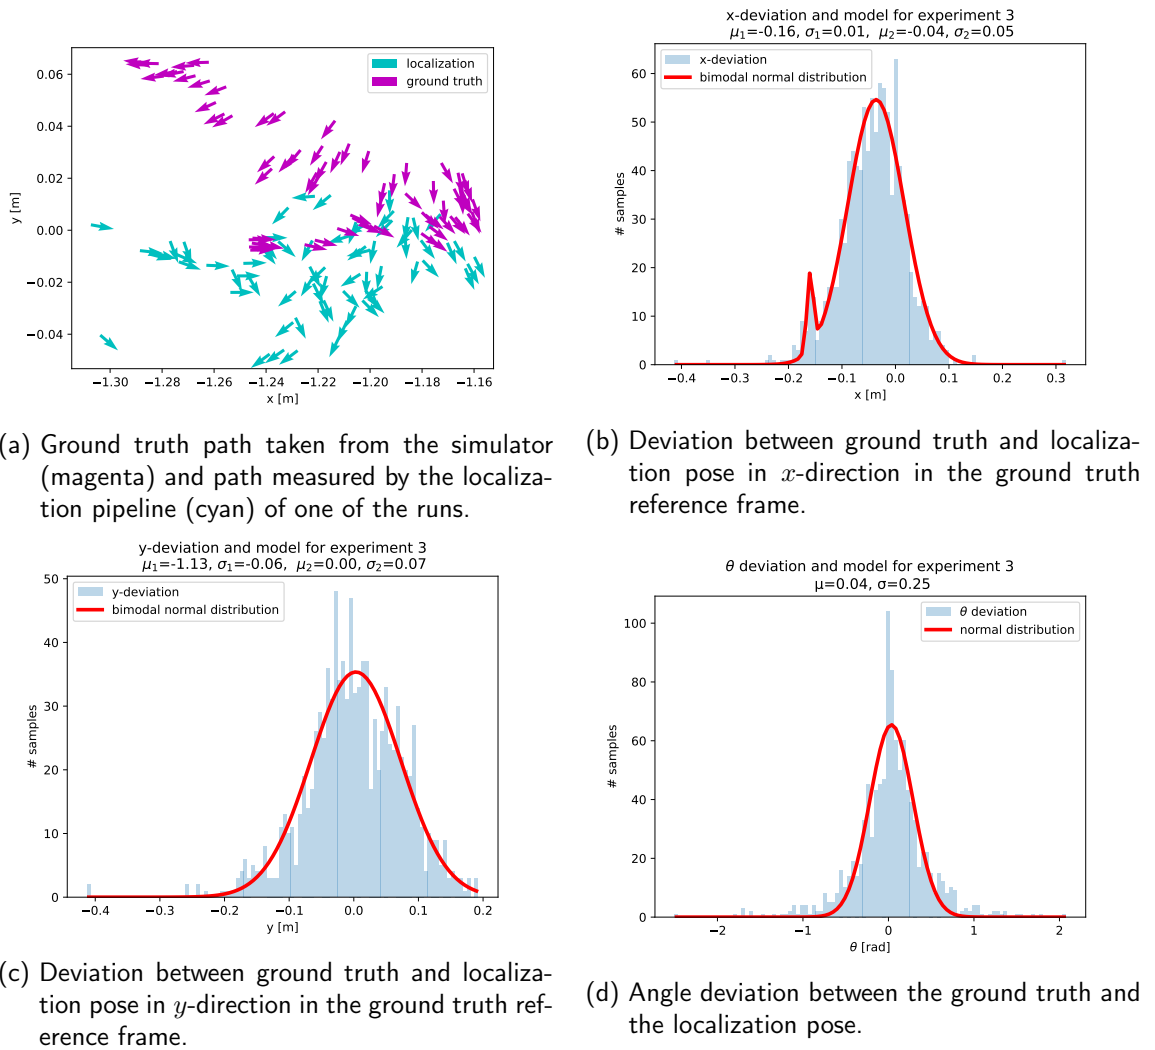 localization
ground truth
0.06
0.04
0.02
0.00
−0.02
−0.04
y [m]
−1.30 −1.28 −1.26 −1.24 −1.22 −1.20 −1.18 −1.16
x [m]
(a) Ground truth path taken from the simulator
(magenta) and path measured by the localiza-
tion pipeline (cyan) of one of the runs.
x-deviation and model for experiment 3
μ1=-0.16, σ1=0.01, μ2=-0.04, σ2=0.05
x-deviation
bimodal normal distribution
60
50
40
30
20
10
0
# samples
−0.4 −0.3 −0.2 −0.1 0.0 0.1 0.2 0.3
x [m]
(b) Deviation between ground truth and localiza-
tion pose in x-direction in the ground truth
reference frame.
y-deviation and model for experiment 3
μ1=-1.13, σ1=-0.06, μ2=0.00, σ2=0.07
y-deviation
bimodal normal distribution
50
40
30
20
10
0
# samples
−0.4 −0.3 −0.2 −0.1 0.0 0.1 0.2
y [m]
(c) Deviation between ground truth and localiza-
tion pose in y-direction in the ground truth ref-
erence frame.
θ deviation and model for experiment 3
μ=0.04, σ=0.25
θ deviation
normal distribution
100
80
60
40
20
0
# samples
−2 −1 0 1 2
θ [rad]
(d) Angle deviation between the ground truth and
the localization pose.